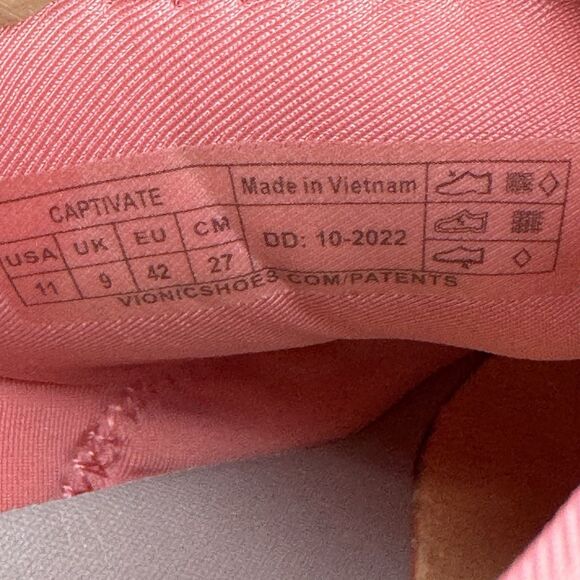 CAPTIVATE
USA UK EU CM
11 9 42 27
Made in Vietnam
DD: 10-2022
VIONICSHOES.COM/PATENTS